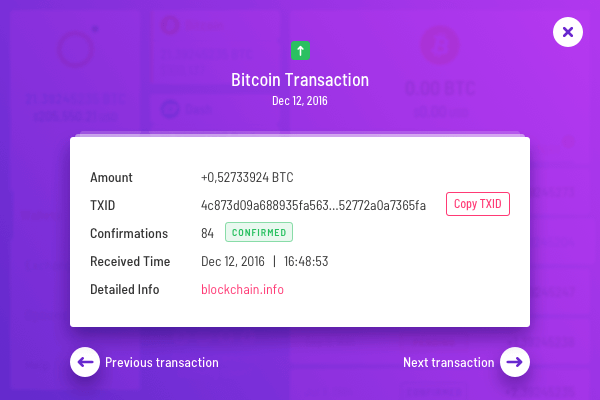 Bitcoin Transaction
Dec 12, 2016
Amount +0,52733924 BTC
TXID 4c873d09a688935fa563...52772a0a7365fa Copy TXID
Confirmations 84 CONFIRMED
Received Time Dec 12, 2016 | 16:48:53
Detailed Info blockchain.info
Previous transaction Next transaction